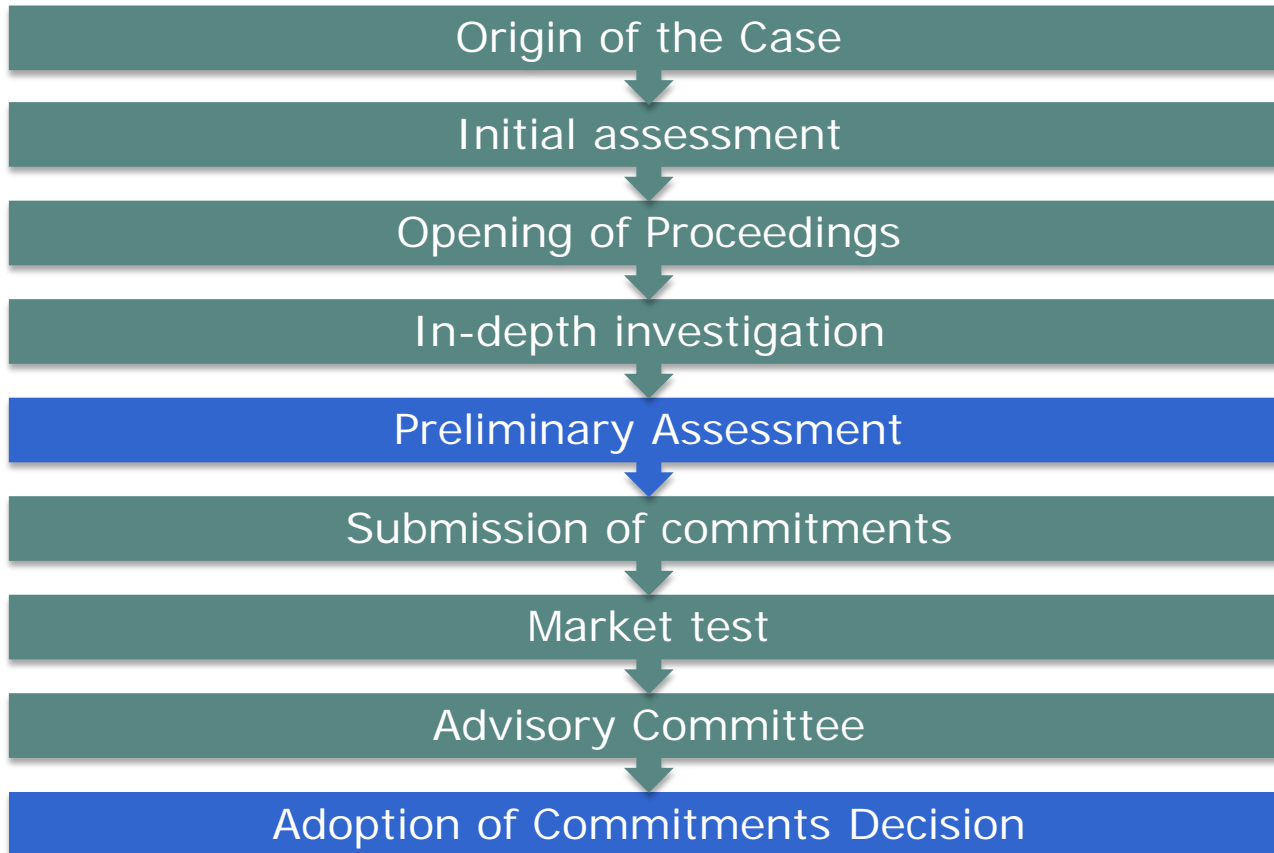 Origin of the Case
Initial assessment
Opening of Proceedings
In-depth investigation
Preliminary Assessment
Submission of commitments
Market test
Advisory Committee
Adoption of Commitments Decision